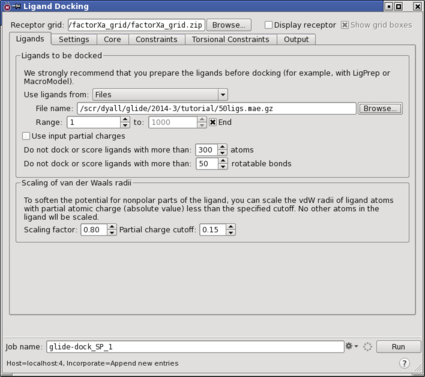 Ligand Docking
Receptor grid: /factorXa_grid/factorXa_grid.zip Browse... Display receptor Show grid boxes
Ligands Settings Core Constraints Torsional Constraints Output
Ligands to be docked
We strongly recommend that you prepare the ligands before docking (for example, with LigPrep or
MacroModel).
Use ligands from: Files
File name: /scr/dyall/glide/2014-3/tutorial/50ligs.mae.gz Browse...
Range: 1 to: 1000 End
Use input partial charges
Do not dock or score ligands with more than: 300 atoms
Do not dock or score ligands with more than: 50 rotatable bonds
Scaling of van der Waals radii
To soften the potential for nonpolar parts of the ligand, you can scale the vdW radii of ligand atoms
with partial atomic charge (absolute value) less than the specified cutoff. No other atoms in the
ligand will be scaled.
Scaling factor: 0.80 Partial charge cutoff: 0.15
Job name: glide-dock_SP_1 Run
Host=localhost:4, Incorporate=Append new entries ?